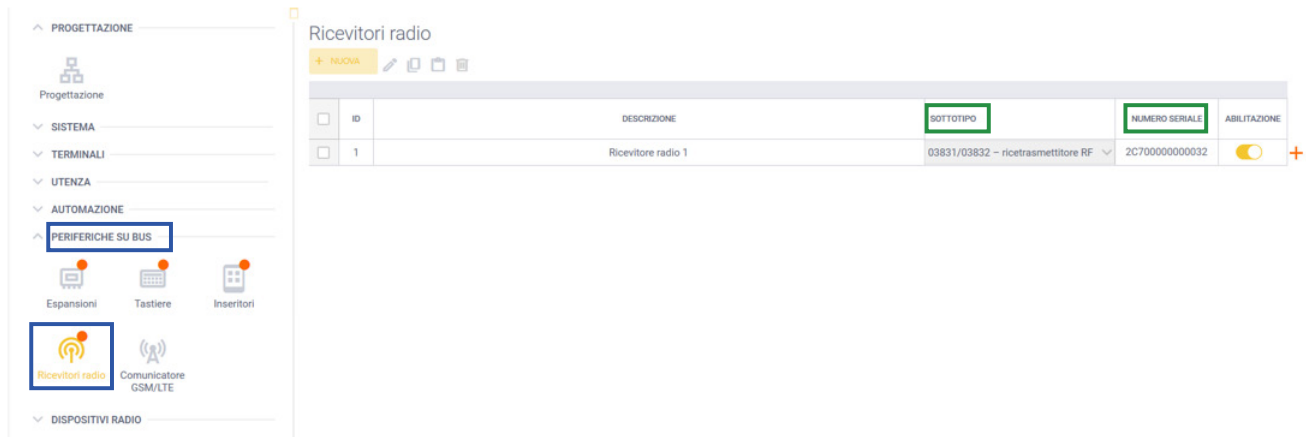 PROGETTAZIONE
Progettazione
SISTEMA
TERMINALI
UTENZA
AUTOMAZIONE
PERIFERICHE SU BUS
Espansioni
Tastiere
Inseritori
Ricevitori radio
Comunicatore
GSM/LTE
DISPOSITIVI RADIO
Ricevitori radio
+ NUOVA
ID DESCRIZIONE SOTTOTIPO NUMERO SERIALE ABILITAZIONE
1 Ricevitore radio 1 03831/03832 – ricetrasmettitore RF 2C700000000032